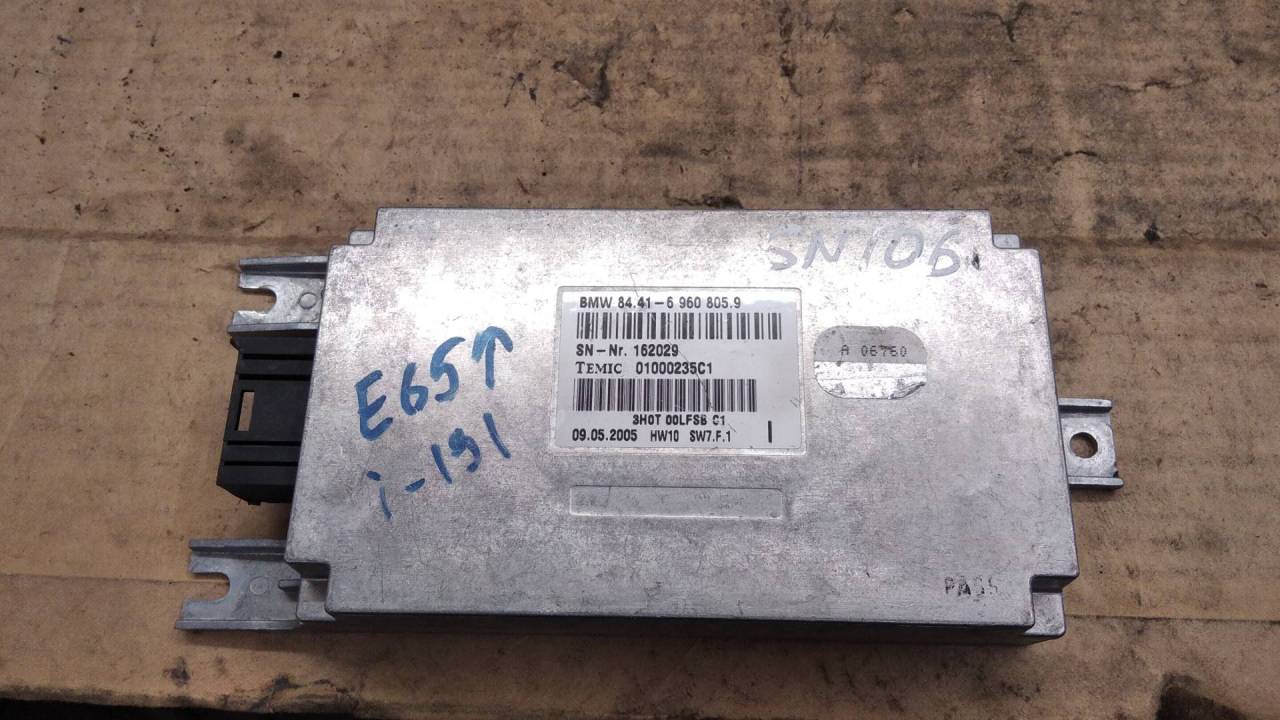 SN106
BMW 84.41-6 960 805.9
SN-Nr. 162029
TEMIC 01000235C1
3H0T 00LFSB C1
09.05.2005 HW10 SW7.F.1 I
A 06760
E65↑
i-191
PASS